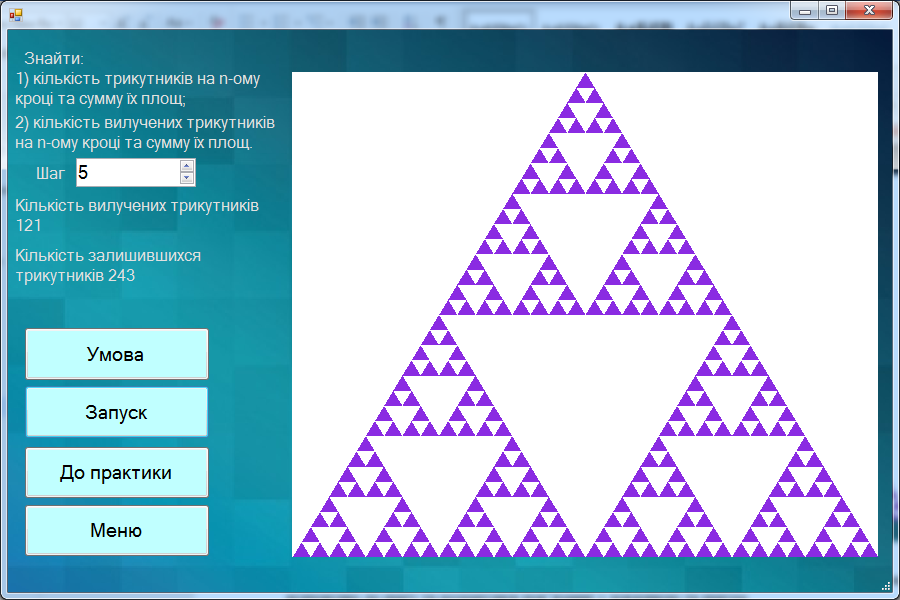 Знайти:
1) кількість трикутників на n-ому
кроці та сумму їх площ;
2) кількість вилучених трикутників
на n-ому кроці та сумму їх площ.
Шаг 5
Кількість вилучених трикутників
121
Кількість залишившихся
трикутників 243
Умова
Запуск
До практики
Меню